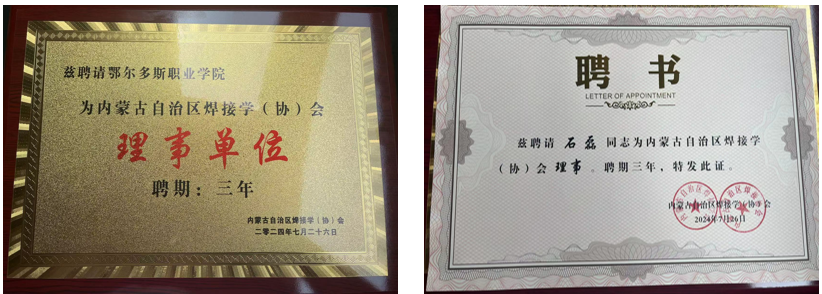 兹聘请鄂尔多斯职业学院
为内蒙古自治区焊接学（协）会
理事单位
聘期：三年
内蒙古自治区焊接学（协）会
二零二四年七月二十六日
聘 书
LETTER OF APPOINTMENT
兹聘请 石磊 同志为内蒙古自治区焊接学
（协）会 理事 。聘期三年，特发此证。
内蒙古自治区焊接学（协）会
2024年7月26日